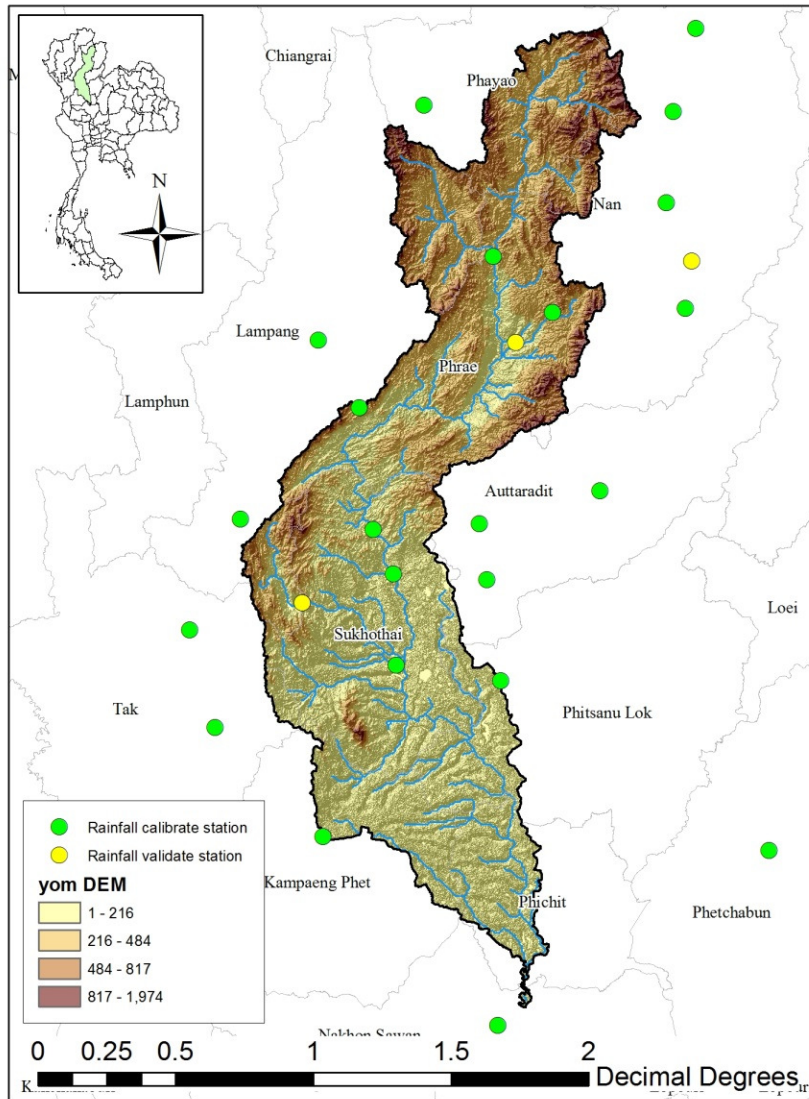 Chiangrai
Phayao
N
Nan
Lampang
Phrae
Lamphun
Auttaradit
Loei
Sukhothai
Tak
Phitsanu Lok
Rainfall calibrate station
Rainfall validate station
yom DEM
1 - 216
216 - 484
484 - 817
817 - 1,974
Kampaeng Phet
Phichit
Phetchabun
Nakhon Sawan
0 0.25 0.5 1 1.5 2
Decimal Degrees